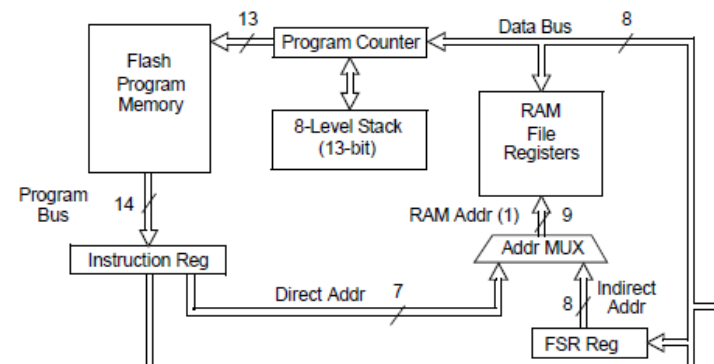 13
Data Bus
8
Flash
Program
Memory
Program Counter
8-Level Stack
(13-bit)
RAM
File
Registers
Program
Bus
14
RAM Addr (1)
9
Addr MUX
Instruction Reg
Direct Addr
7
8
Indirect
Addr
FSR Reg